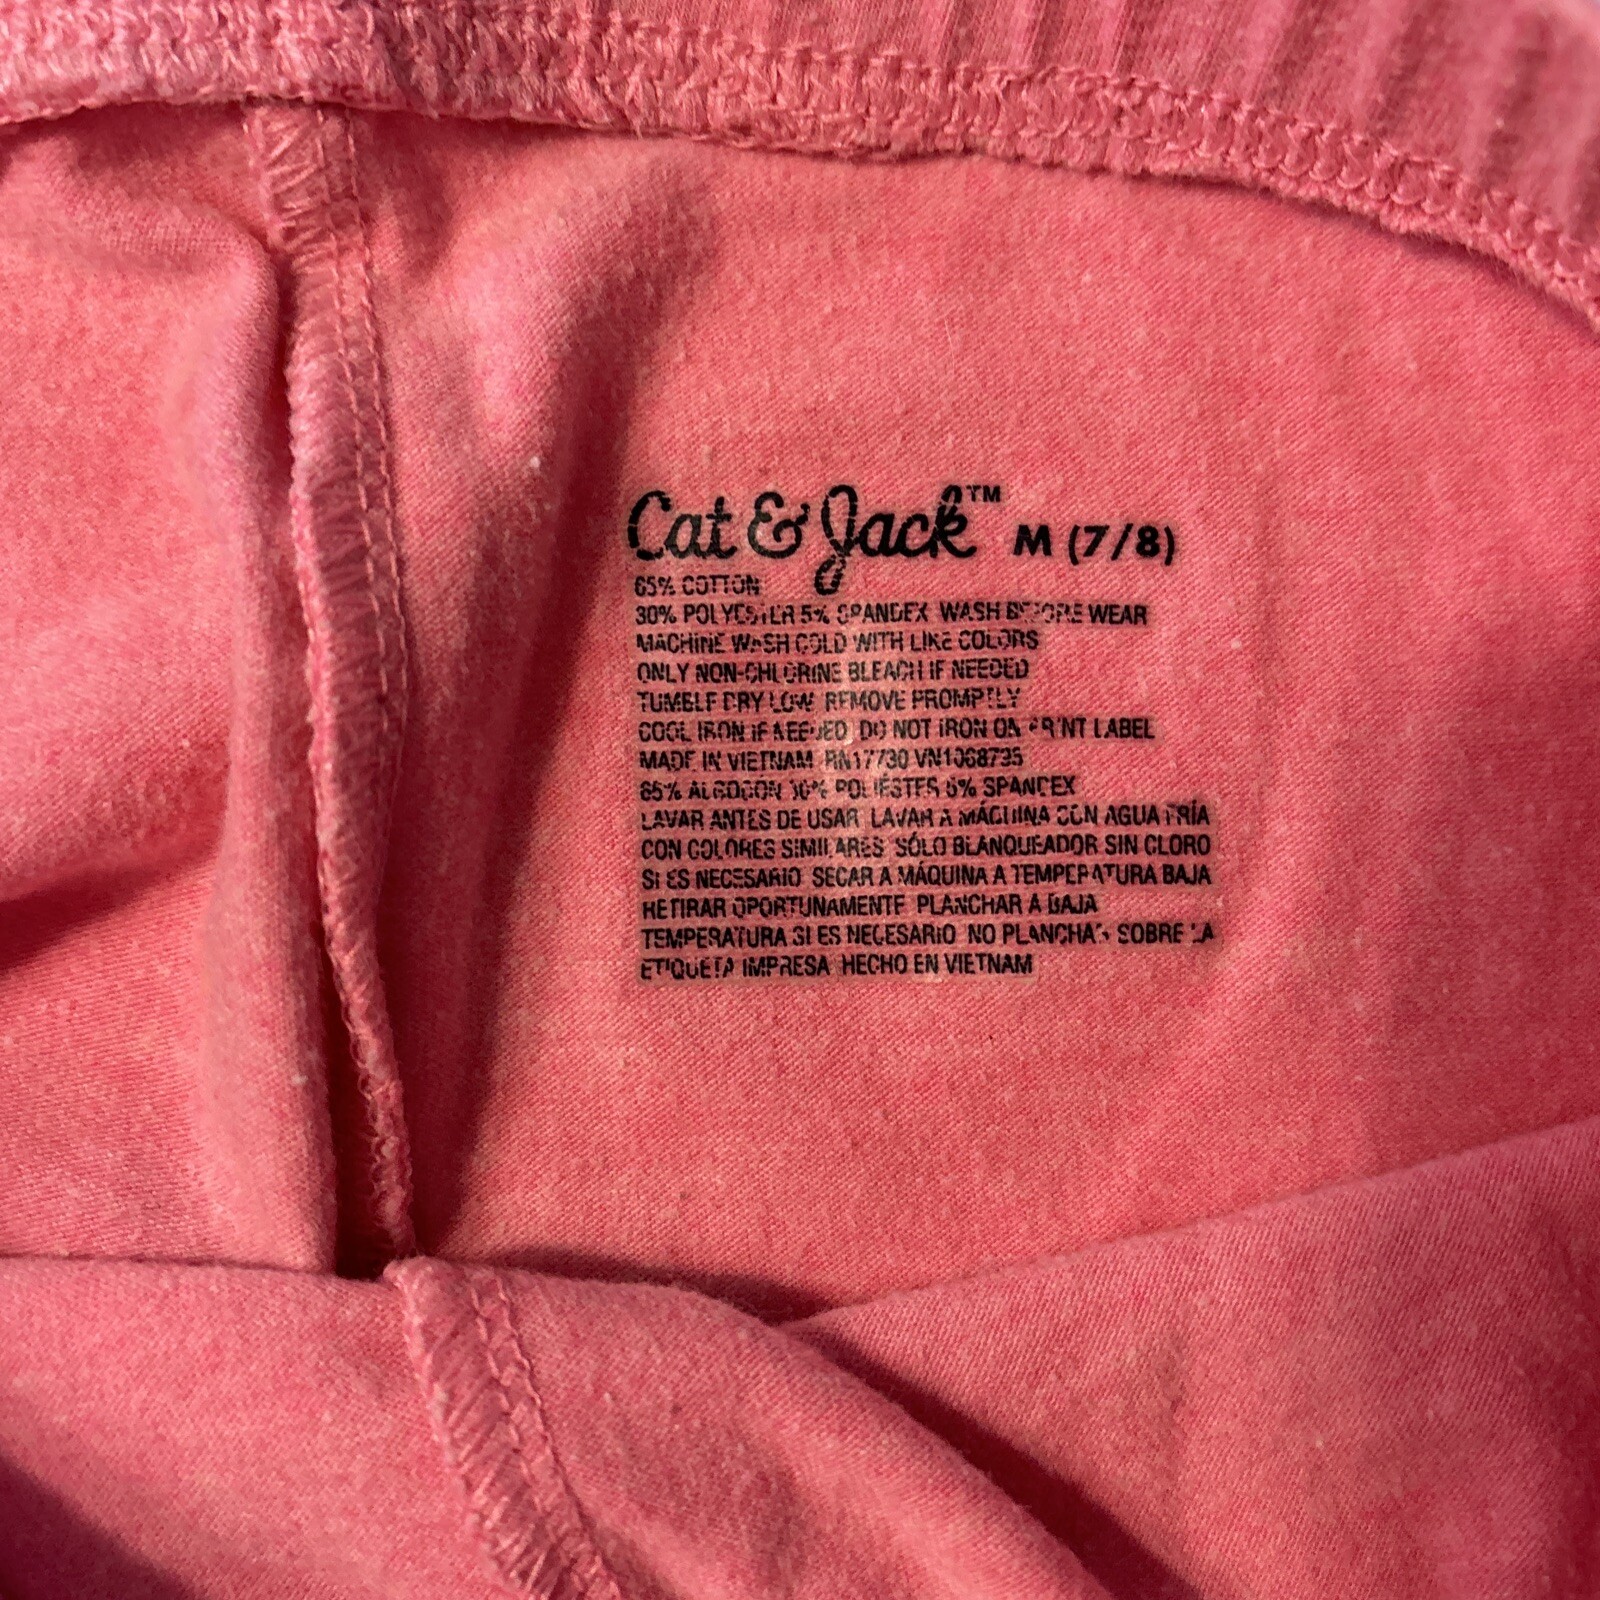 Cat & Jack™ M (7/8)
65% COTTON
30% POLYESTER 5% SPANDEX WASH BEFORE WEAR
MACHINE WASH COLD WITH LIKE COLORS
ONLY NON-CHLORINE BLEACH IF NEEDED
TUMBLE DRY LOW REMOVE PROMPTLY
COOL IRON IF NEEDED DO NOT IRON ON PRINT LABEL
MADE IN VIETNAM RN17730
65% ALGODÓN 30% POLIÉSTER 5% SPANDEX
LAVAR ANTES DE USAR LAVAR A MÁQUINA CON AGUA FRÍA
CON COLORES SIMILARES SÓLO BLANQUEADOR SIN CLORO
SI ES NECESARIO SECAR A MÁQUINA A TEMPERATURA BAJA
RETIRAR OPORTUNAMENTE PLANCHAR A BAJA
TEMPERATURA SI ES NECESARIO NO PLANCHAR SOBRE LA
ETIQUETA IMPRESA HECHO EN VIETNAM